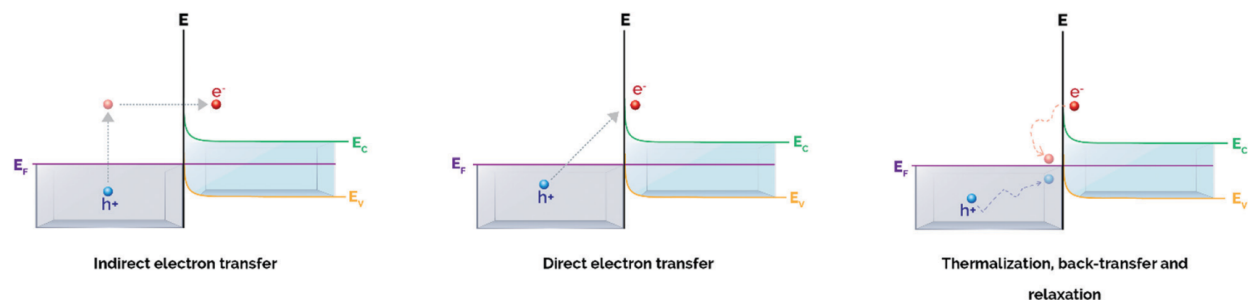 E
e-
E_C
E_F
h+
E_V
Indirect electron transfer
E
e-
E_C
E_F
h+
E_V
Direct electron transfer
E
e-
E_C
E_F
h+
E_V
Thermalization, back-transfer and
relaxation